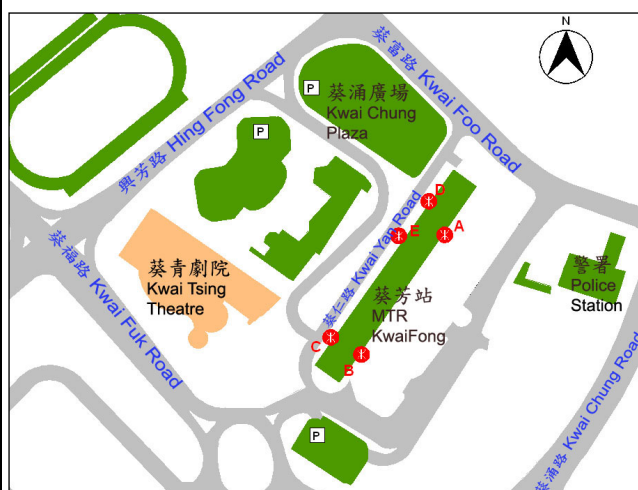 N
葵富路 Kwai Foo Road
P
葵涌廣場
Kwai Chung
Plaza
興芳路 Hing Fong Road
P
D
A
E
葵仁路 Kwai Yan Road
葵青劇院
Kwai Tsing
Theatre
葵福路 Kwai Fuk Road
警署
Police
Station
葵芳站
MTR
KwaiFong
C
B
葵涌路 Kwai Chung Road
P